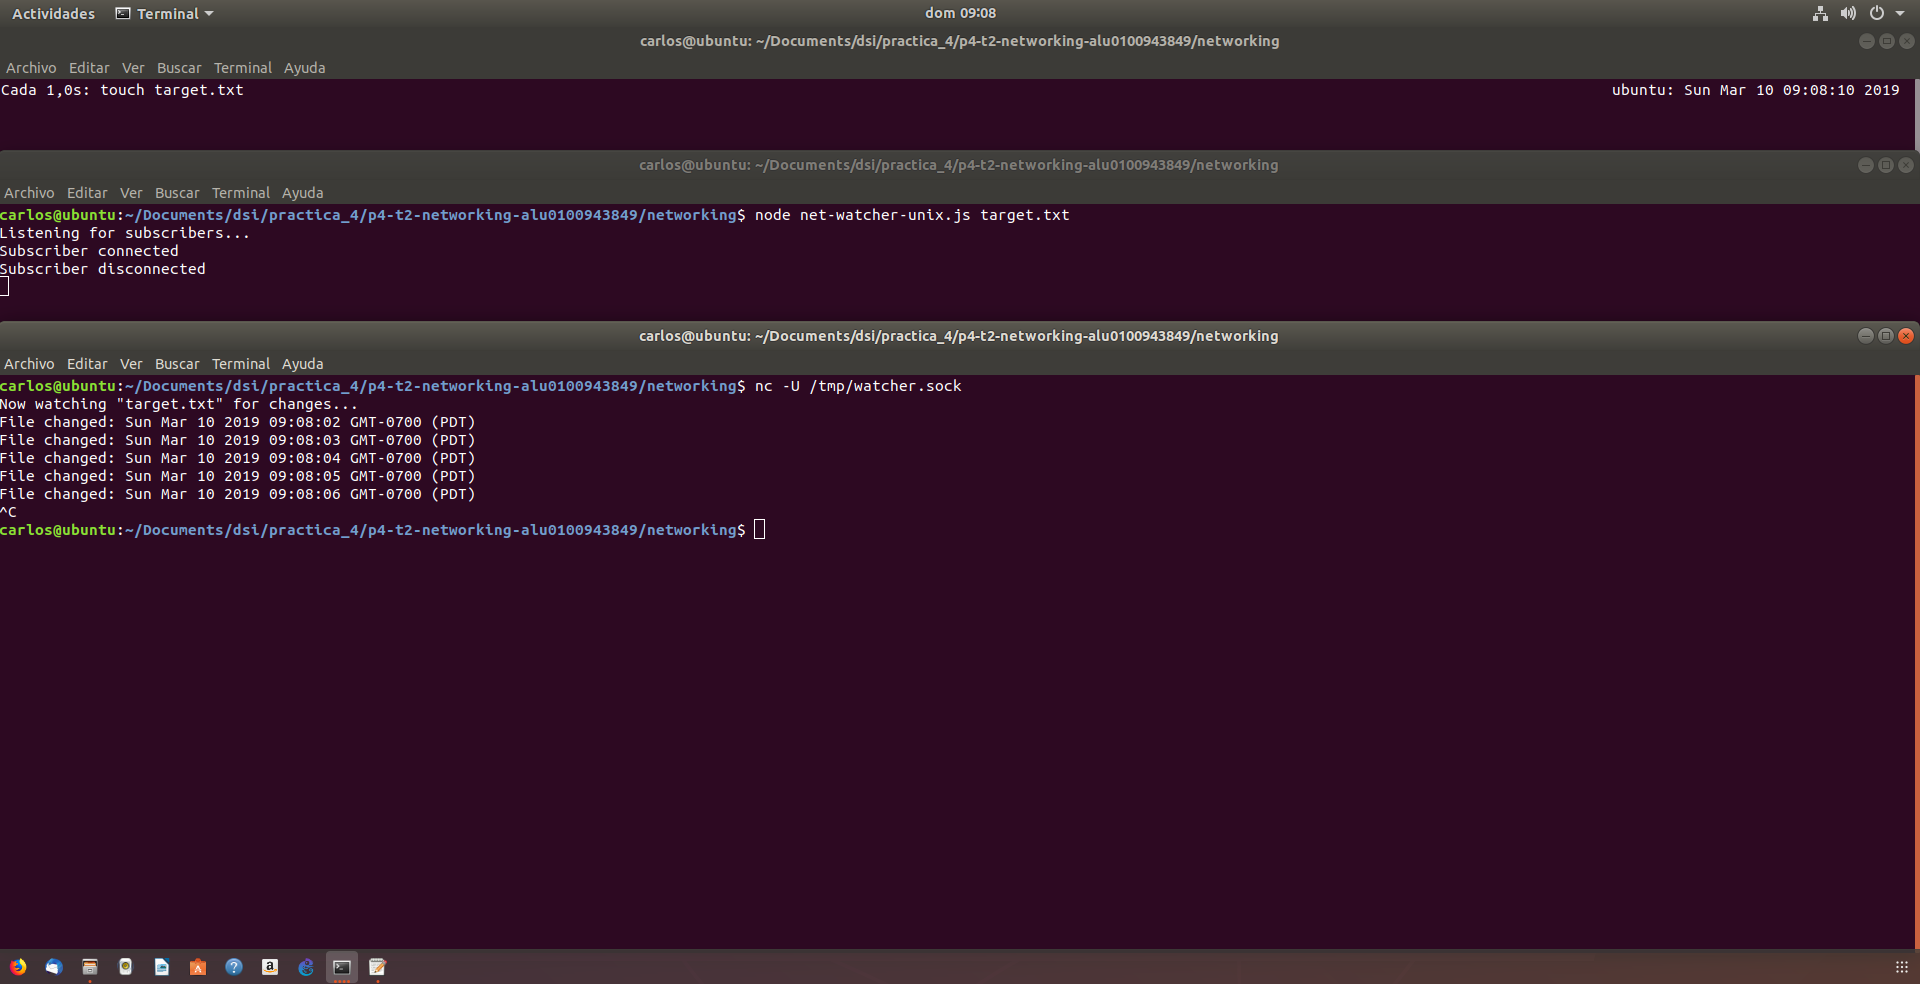 Actividades Terminal dom 09:08
carlos@ubuntu: ~/Documents/dsi/practica_4/p4-t2-networking-alu0100943849/networking
Archivo Editar Ver Buscar Terminal Ayuda
Cada 1,0s: touch target.txt ubuntu: Sun Mar 10 09:08:10 2019
carlos@ubuntu: ~/Documents/dsi/practica_4/p4-t2-networking-alu0100943849/networking
Archivo Editar Ver Buscar Terminal Ayuda
carlos@ubuntu:~/Documents/dsi/practica_4/p4-t2-networking-alu0100943849/networking$ node net-watcher-unix.js target.txt
Listening for subscribers...
Subscriber connected
Subscriber disconnected
carlos@ubuntu: ~/Documents/dsi/practica_4/p4-t2-networking-alu0100943849/networking
Archivo Editar Ver Buscar Terminal Ayuda
carlos@ubuntu:~/Documents/dsi/practica_4/p4-t2-networking-alu0100943849/networking$ nc -U /tmp/watcher.sock
Now watching "target.txt" for changes...
File changed: Sun Mar 10 2019 09:08:02 GMT-0700 (PDT)
File changed: Sun Mar 10 2019 09:08:03 GMT-0700 (PDT)
File changed: Sun Mar 10 2019 09:08:04 GMT-0700 (PDT)
File changed: Sun Mar 10 2019 09:08:05 GMT-0700 (PDT)
File changed: Sun Mar 10 2019 09:08:06 GMT-0700 (PDT)
^C
carlos@ubuntu:~/Documents/dsi/practica_4/p4-t2-networking-alu0100943849/networking$